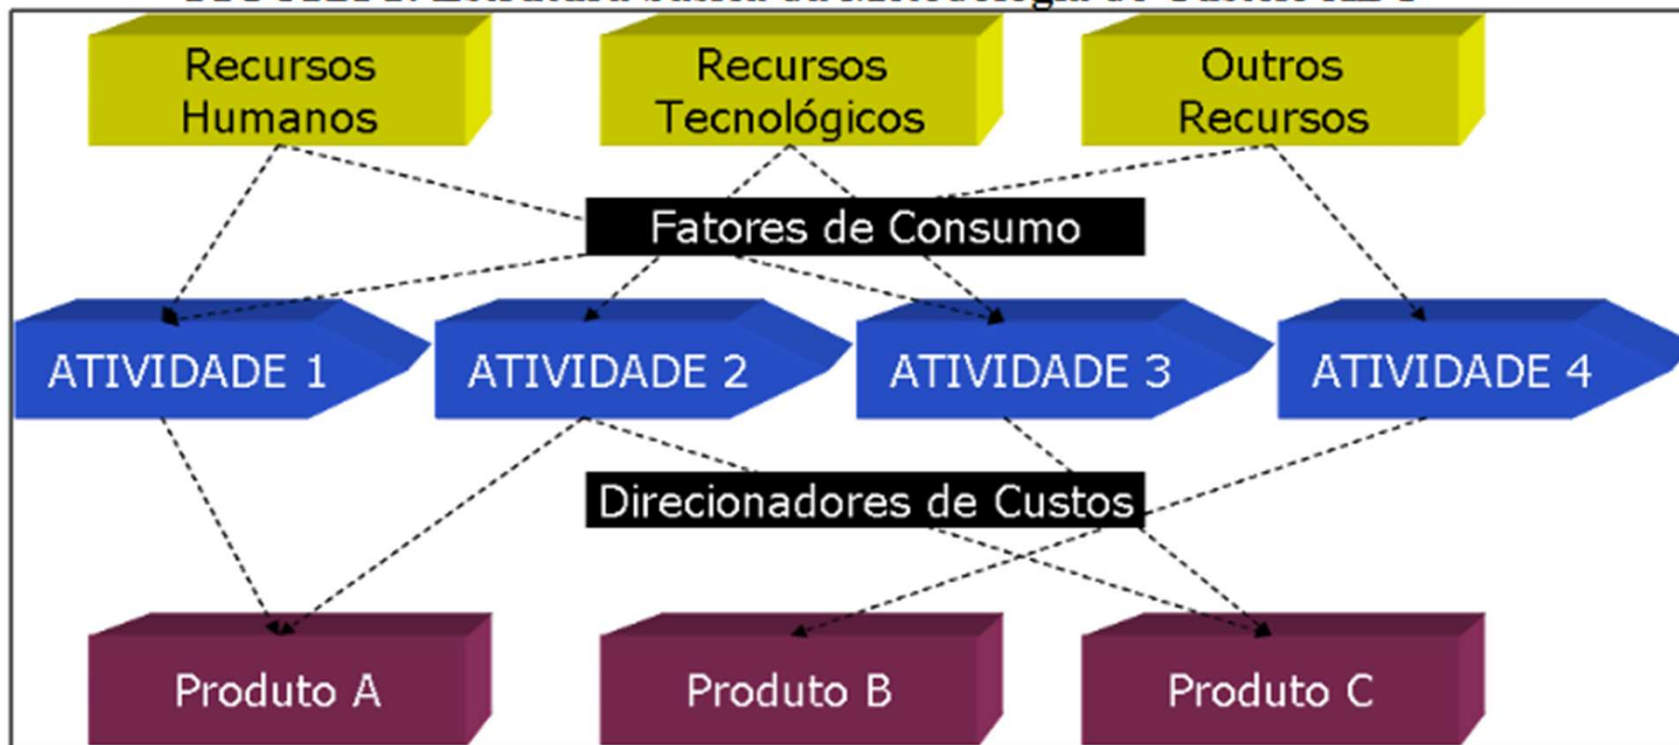 Recursos
Humanos
Recursos
Tecnológicos
Outros
Recursos
Fatores de Consumo
ATIVIDADE 1
ATIVIDADE 2
ATIVIDADE 3
ATIVIDADE 4
Direcionadores de Custos
Produto A
Produto B
Produto C